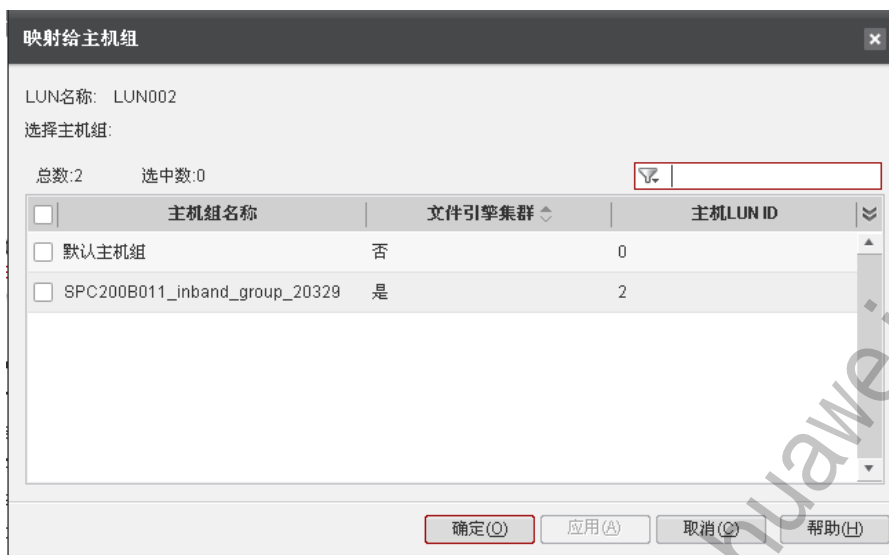 映射给主机组
LUN名称: LUN002
选择主机组:
总数:2 选中数:0
主机组名称 文件引擎集群 主机LUN ID
默认主机组 否 0
SPC200B011_inband_group_20329 是 2
确定(O) 应用(A) 取消(C) 帮助(H)
huawei